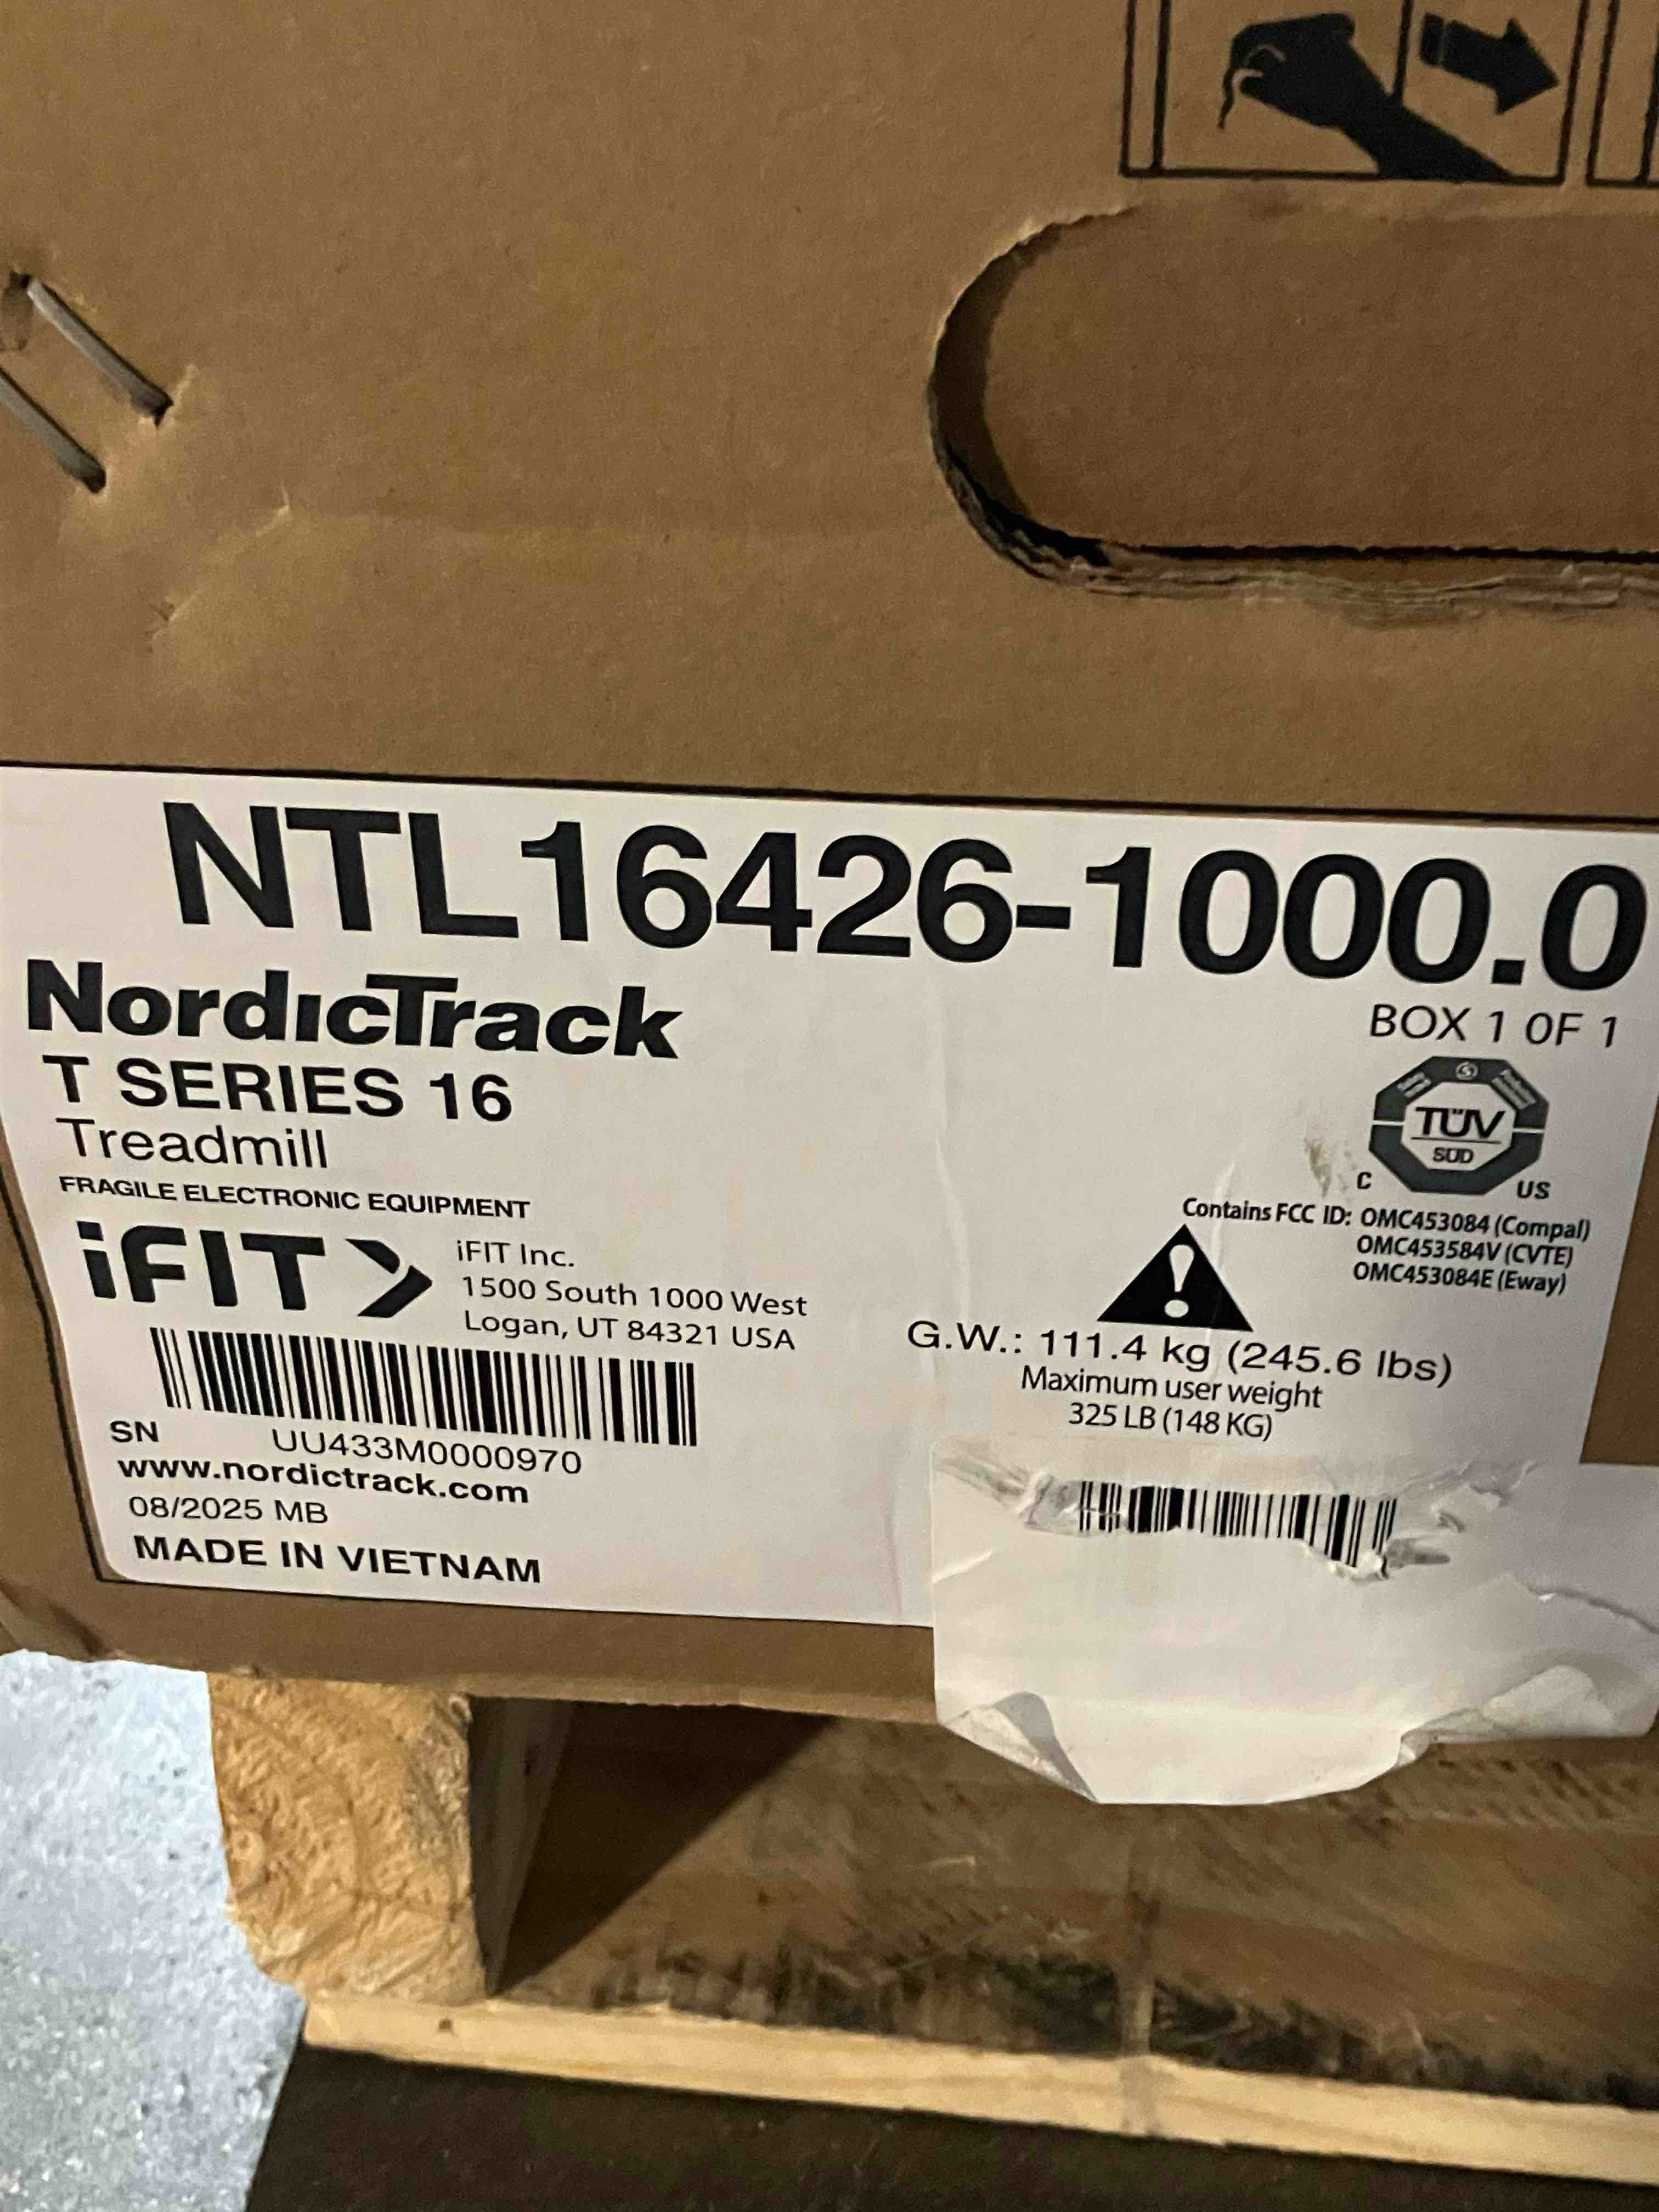 NTL16426-1000.0
NordicTrack
BOX 1 OF 1
T SERIES 16
Treadmill
FRAGILE ELECTRONIC EQUIPMENT
TÜV
SÜD
C US
Contains FCC ID: OMC453084 (Compal)
OMC453584V (CVTE)
OMC453084E (Eway)
iFIT
iFIT Inc.
1500 South 1000 West
Logan, UT 84321 USA
G.W.: 111.4 kg (245.6 lbs)
Maximum user weight
325 LB (148 KG)
SN UU433M0000970
www.nordictrack.com
08/2025 MB
MADE IN VIETNAM